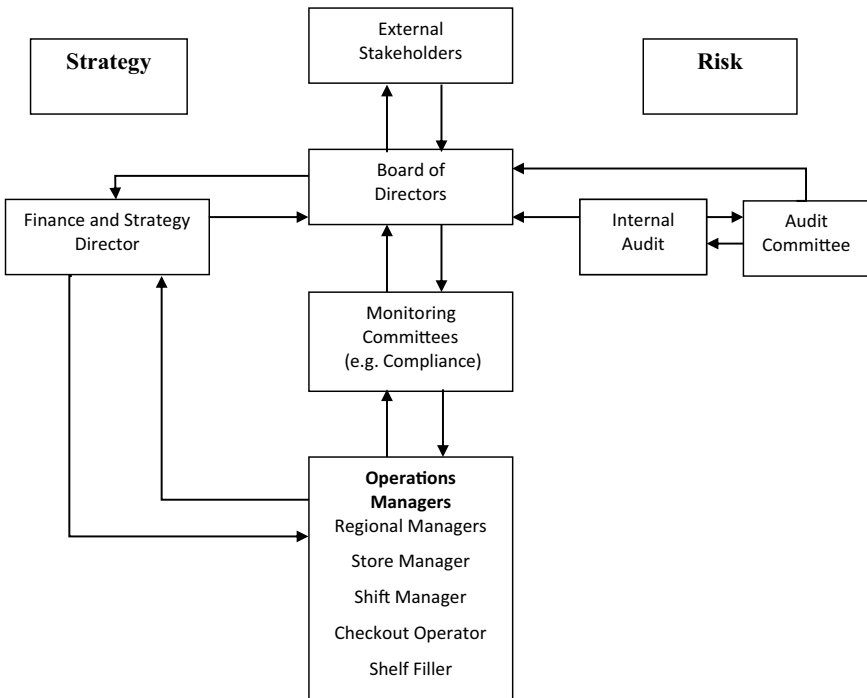 External
Stakeholders
Strategy
Risk
Board of
Directors
Finance and Strategy
Director
Internal
Audit
Audit
Committee
Monitoring
Committees
(e.g. Compliance)
Operations
Managers
Regional Managers
Store Manager
Shift Manager
Checkout Operator
Shelf Filler